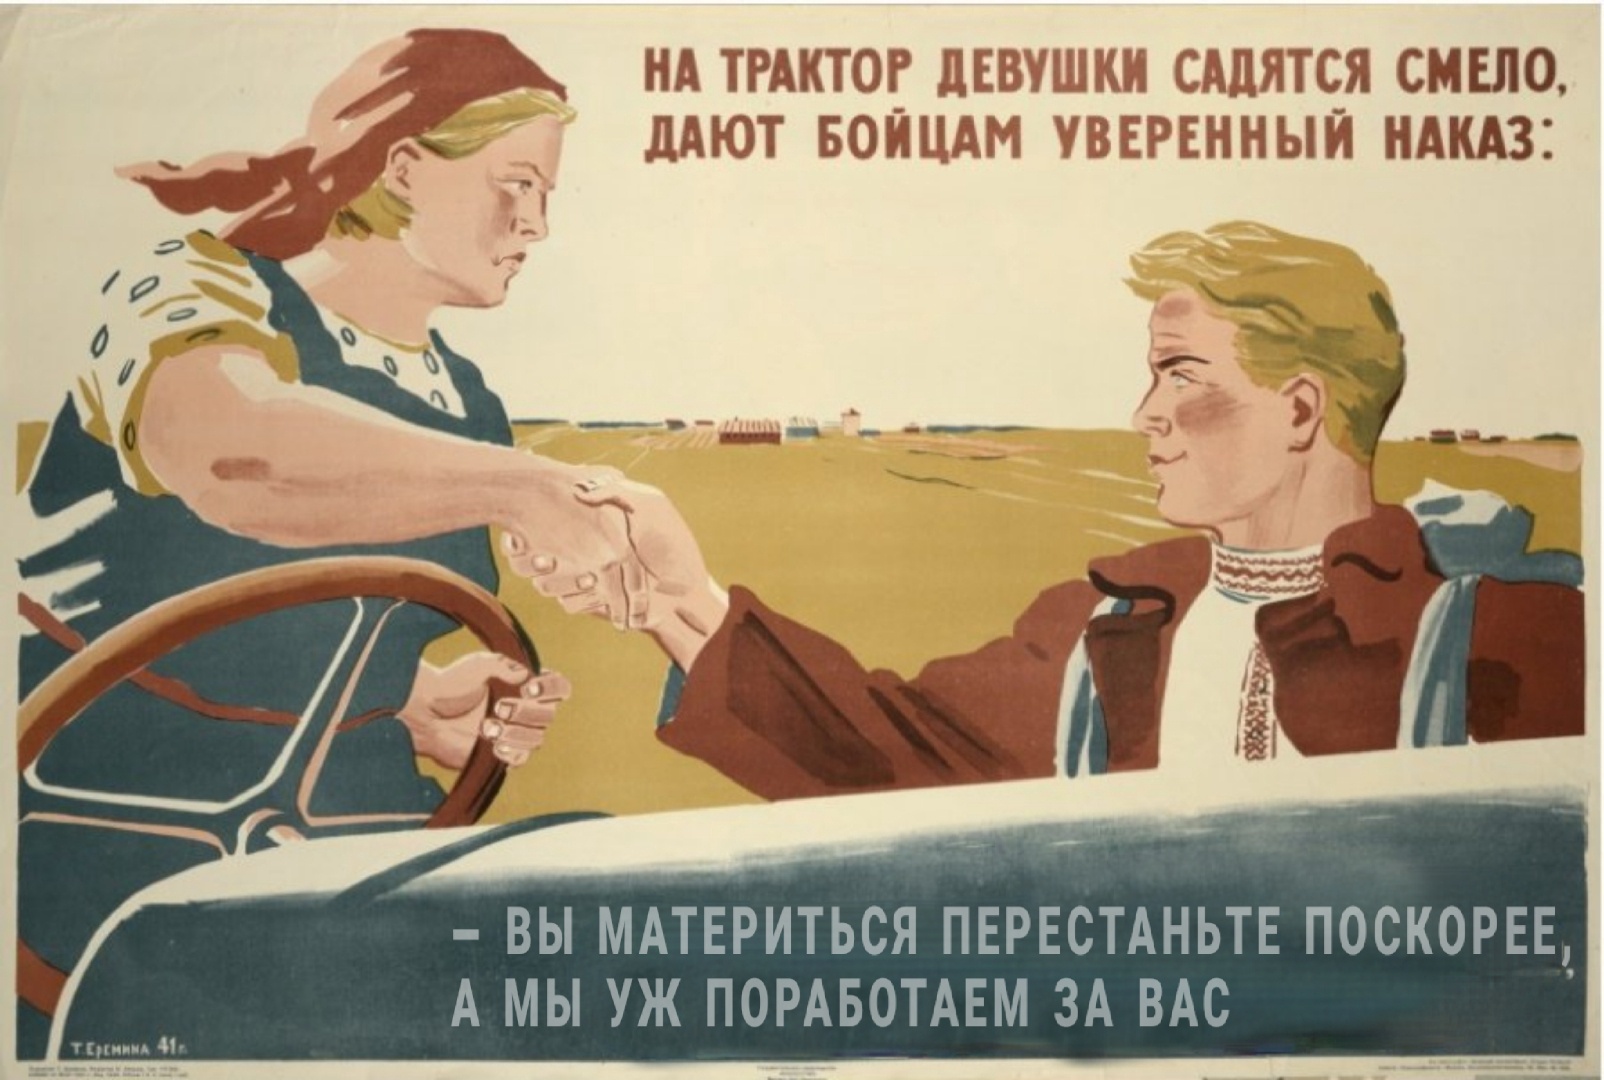 НА ТРАКТОР ДЕВУШКИ САДЯТСЯ СМЕЛО,
ДАЮТ БОЙЦАМ УВЕРЕННЫЙ НАКАЗ:
– ВЫ МАТЕРИТЬСЯ ПЕРЕСТАНЬТЕ ПОСКОРЕЕ,
А МЫ УЖ ПОРАБОТАЕМ ЗА ВАС
Т. ЕРЕМИНА 41 г.